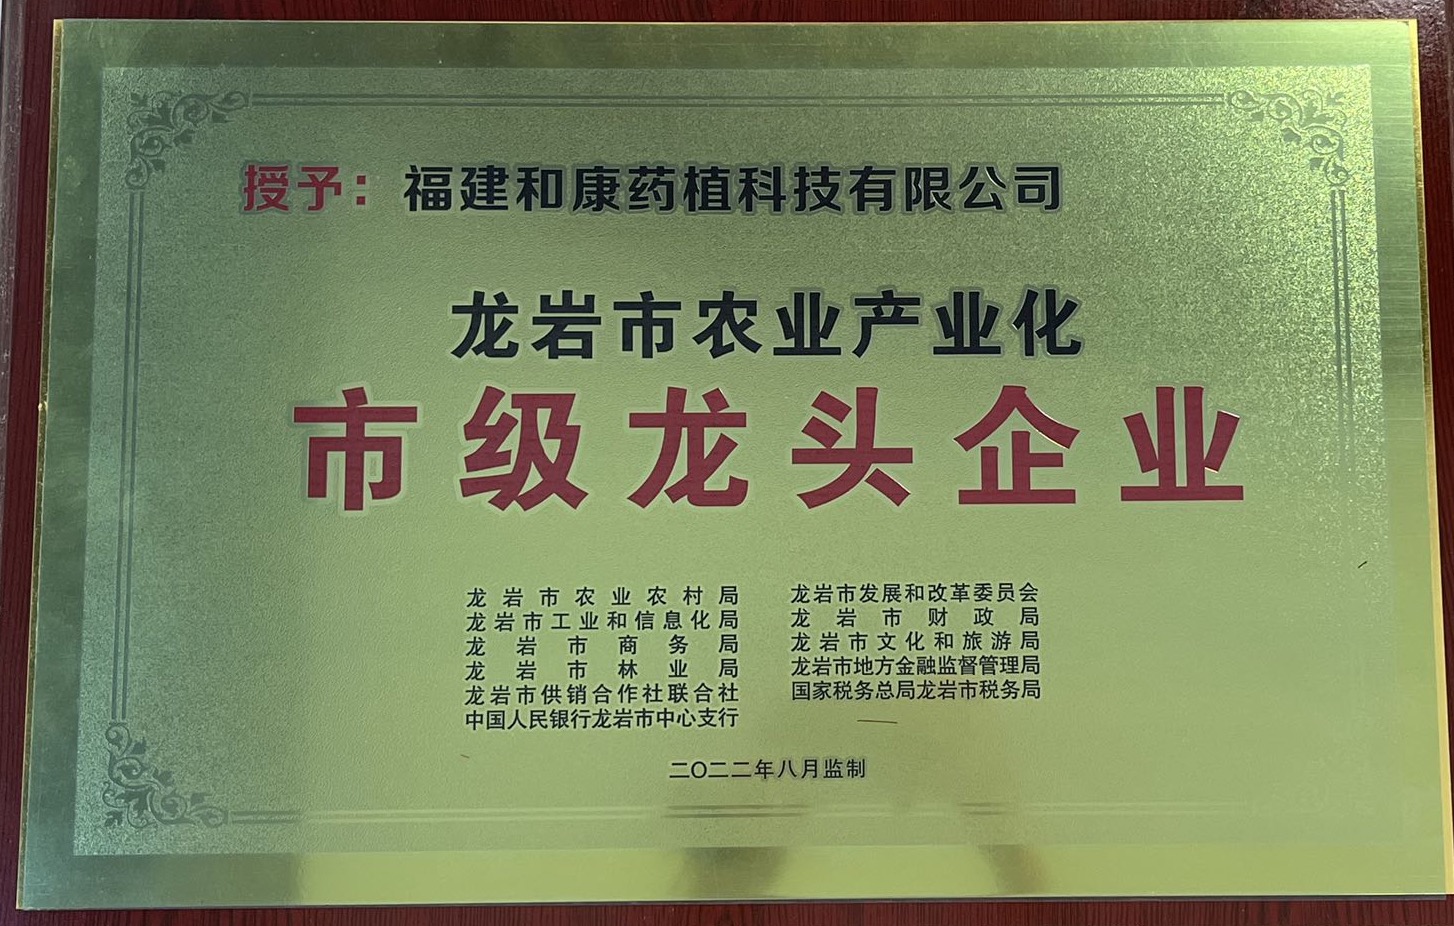 授予：福建和康药植科技有限公司
龙岩市农业产业化
市级龙头企业
龙岩市农业农村局
龙岩市工业和信息化局
龙岩市商务局
龙岩市林业局
龙岩市供销合作社联合社
中国人民银行龙岩市中心支行
龙岩市发展和改革委员会
龙岩市财政局
龙岩市文化和旅游局
龙岩市地方金融监督管理局
国家税务总局龙岩市税务局
二〇二二年八月监制